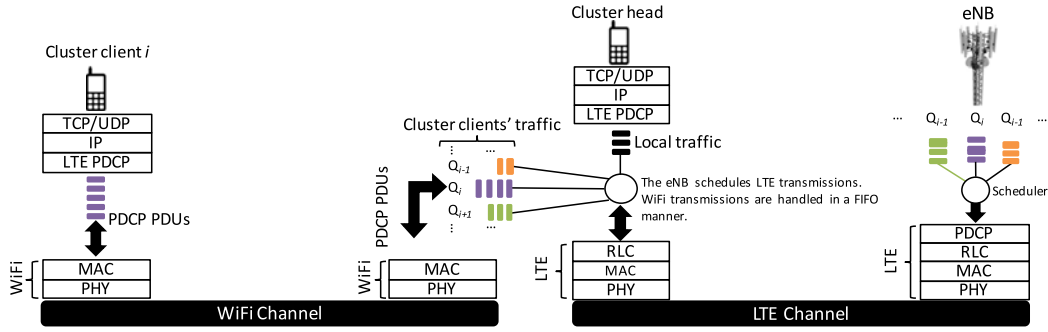 Cluster client i
TCP/UDP
IP
LTE PDCP
PDCP PDUs
WiFi
MAC
PHY
WiFi Channel
Cluster clients' traffic
...
Qi-1
Qi
Qi+1
...
...
...
PDCP PDUs
WiFi
MAC
PHY
Cluster head
TCP/UDP
IP
LTE PDCP
Local traffic
The eNB schedules LTE transmissions.
WiFi transmissions are handled in a FIFO
manner.
LTE
RLC
MAC
PHY
LTE Channel
eNB
... Qi-1 Qi Qi-1 ...
Scheduler
LTE
PDCP
RLC
MAC
PHY